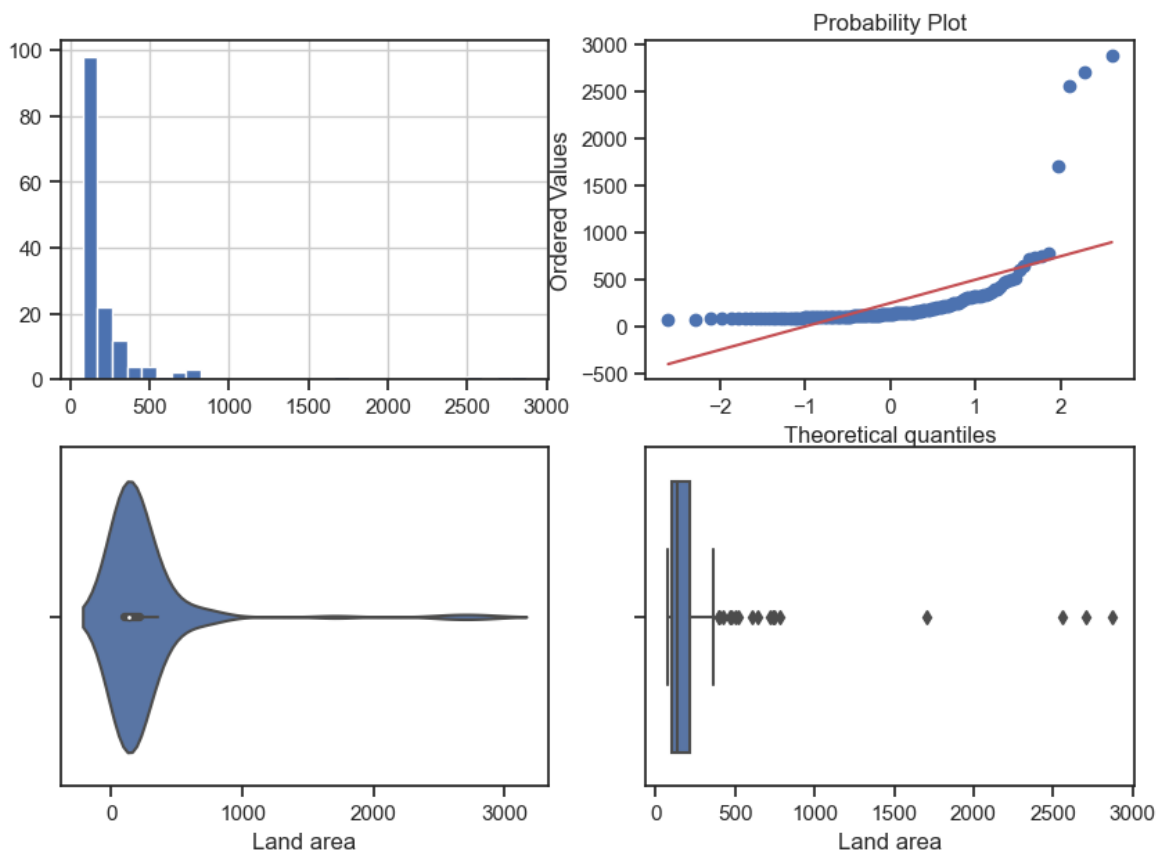 100
80
60
40
20
0
0 500 1000 1500 2000 2500 3000
Probability Plot
Ordered Values
3000
2500
2000
1500
1000
500
0
−500
−2 −1 0 1 2
Theoretical quantiles
0 1000 2000 3000
Land area
0 500 1000 1500 2000 2500 3000
Land area